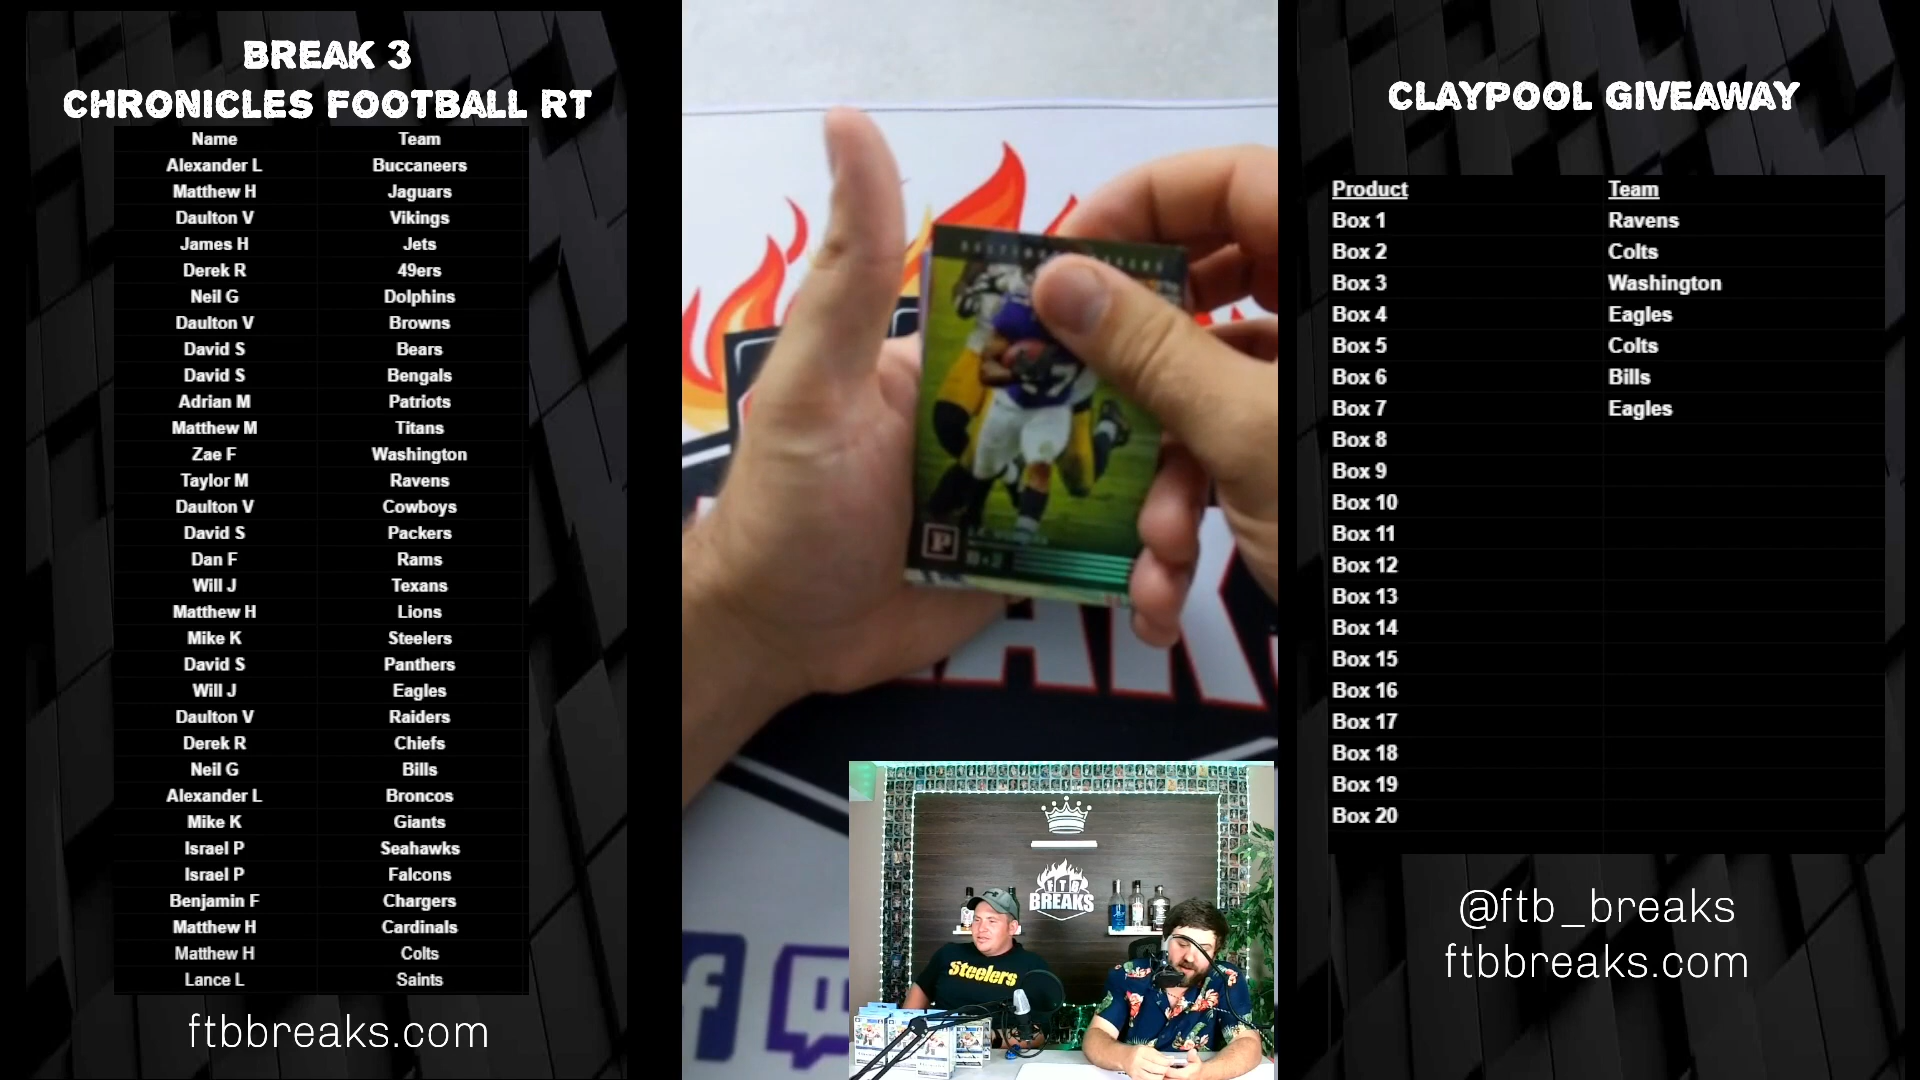 BREAK 3
CHRONICLES FOOTBALL RT
Name Team
Alexander L Buccaneers
Matthew H Jaguars
Daulton V Vikings
James H Jets
Derek R 49ers
Neil G Dolphins
Daulton V Browns
David S Bears
David S Bengals
Adrian M Patriots
Matthew M Titans
Zae F Washington
Taylor M Ravens
Daulton V Cowboys
David S Packers
Dan F Rams
Will J Texans
Matthew H Lions
Mike K Steelers
David S Panthers
Will J Eagles
Daulton V Raiders
Derek R Chiefs
Neil G Bills
Alexander L Broncos
Mike K Giants
Israel P Seahawks
Israel P Falcons
Benjamin F Chargers
Matthew H Cardinals
Matthew H Colts
Lance L Saints
ftbbreaks.com
P
FTB
BREAKS
Steelers
CLAYPOOL GIVEAWAY
Product Team
Box 1 Ravens
Box 2 Colts
Box 3 Washington
Box 4 Eagles
Box 5 Colts
Box 6 Bills
Box 7 Eagles
Box 8
Box 9
Box 10
Box 11
Box 12
Box 13
Box 14
Box 15
Box 16
Box 17
Box 18
Box 19
Box 20
@ftb_breaks
ftbbreaks.com